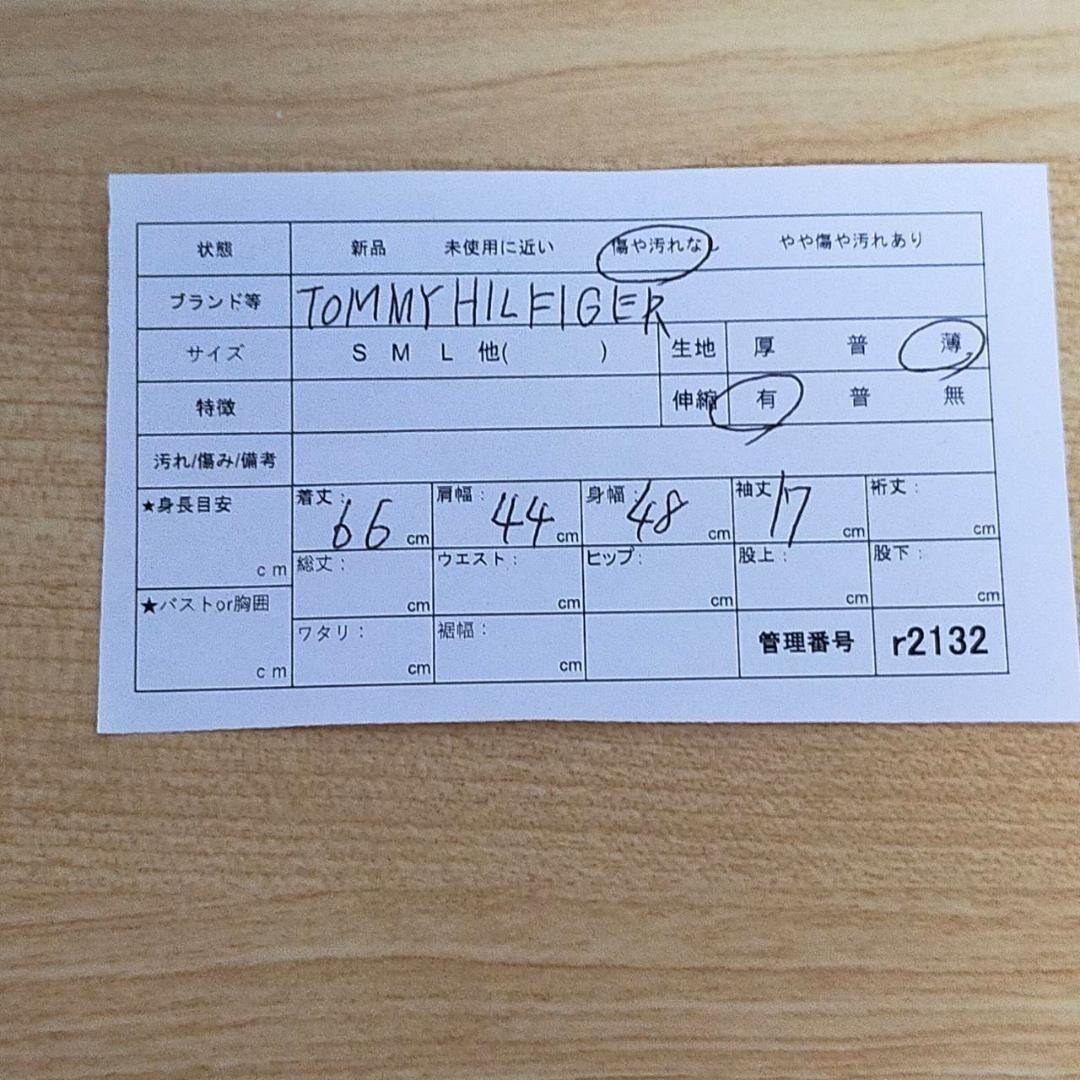 状態 新品 未使用に近い 傷や汚れなし やや傷や汚れあり
ブランド等 TOMMY HILFIGER
サイズ S M L 他( ) 生地 厚 普 薄
特徴 伸縮 有 普 無
汚れ/傷み/備考
★身長目安 cm 着丈: 66 cm 肩幅: 44 cm 身幅: 48 cm 袖丈 17 cm 裄丈: cm
総丈: cm ウエスト: cm ヒップ: cm 股上: cm 股下: cm
★バストor胸囲 cm ワタリ: cm 裾幅: cm 管理番号 r2132